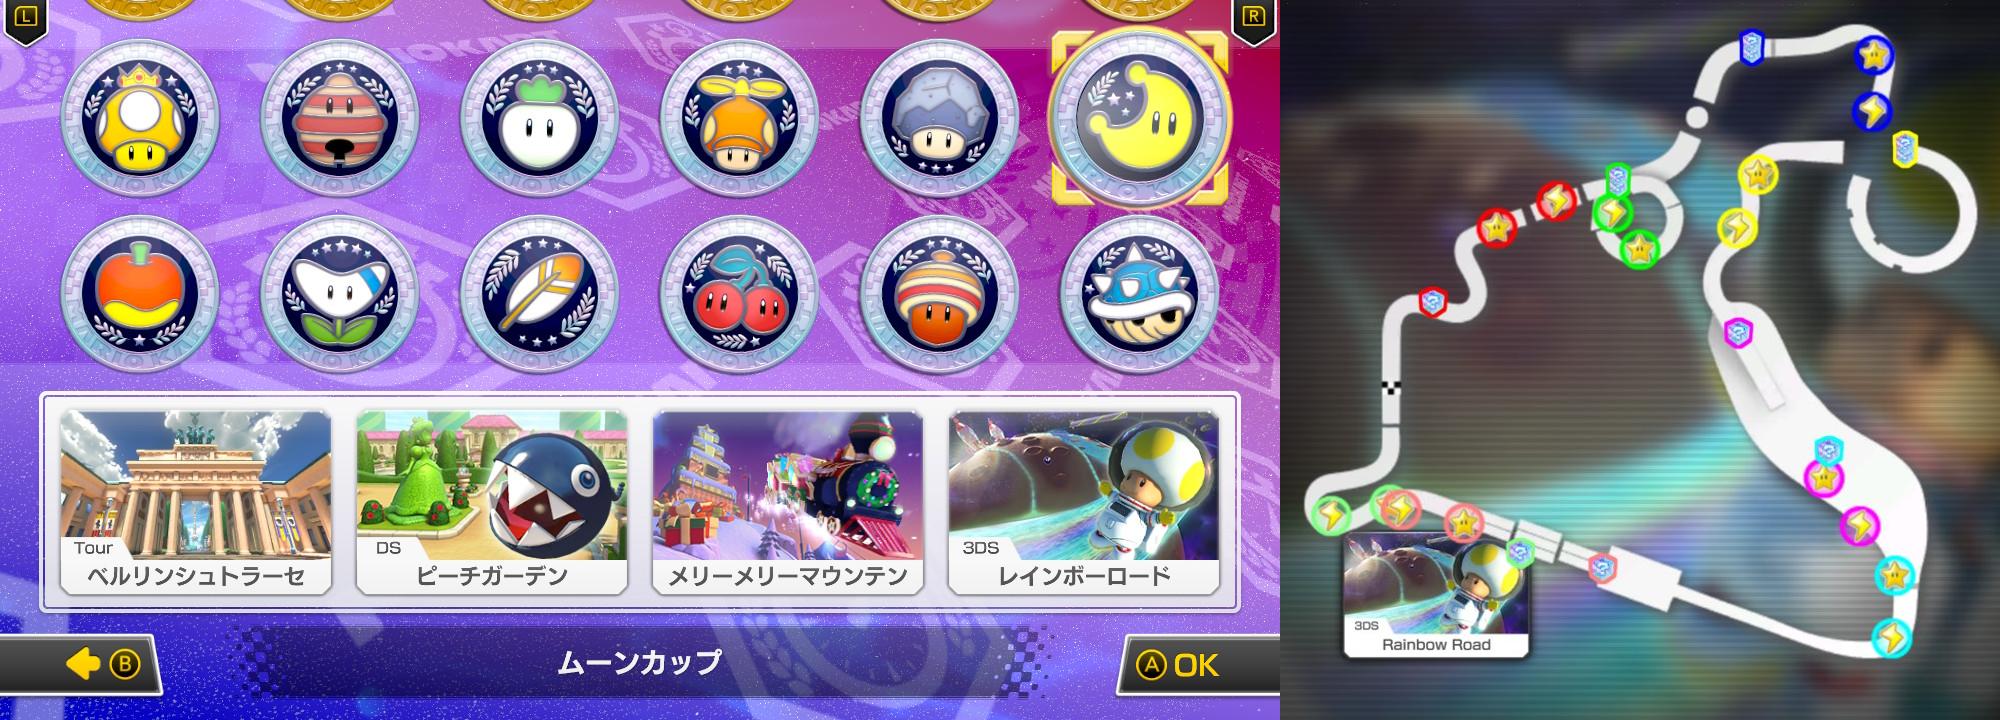 L
R
Tour
ベルリンシュトラーセ
DS
ピーチガーデン
メリーメリーマウンテン
3DS
レインボーロード
B
ムーンカップ
A OK
3DS
Rainbow Road